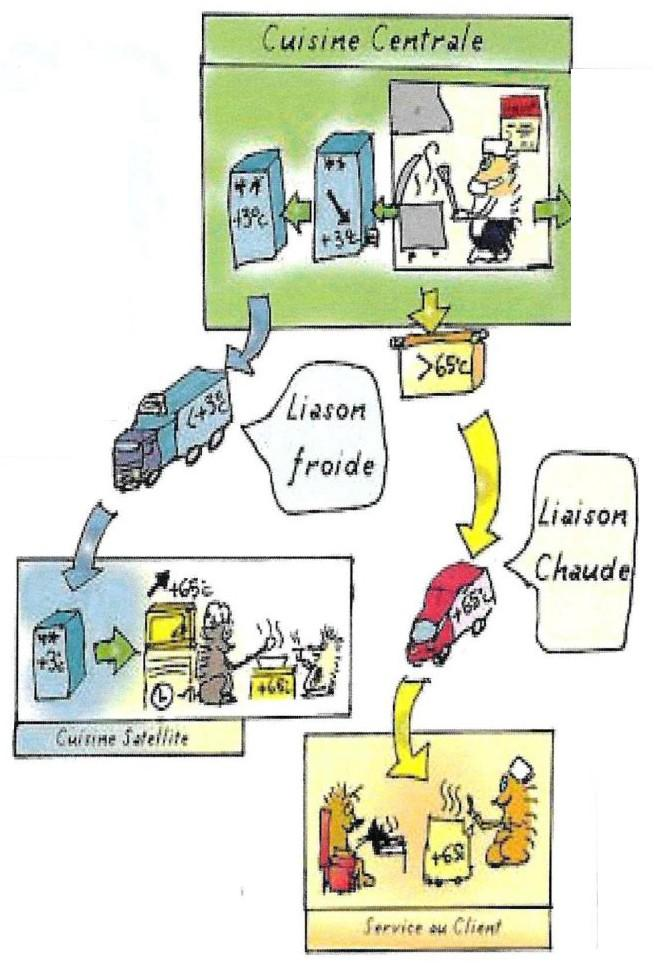 Cuisine Centrale
+3°C
+3°C
>65°C
(+3°C
Liason
froide
Liaison
Chaude
+65°C
+65°C
+3°C
+65°C
Cuisine Satellite
+65
Service au Client